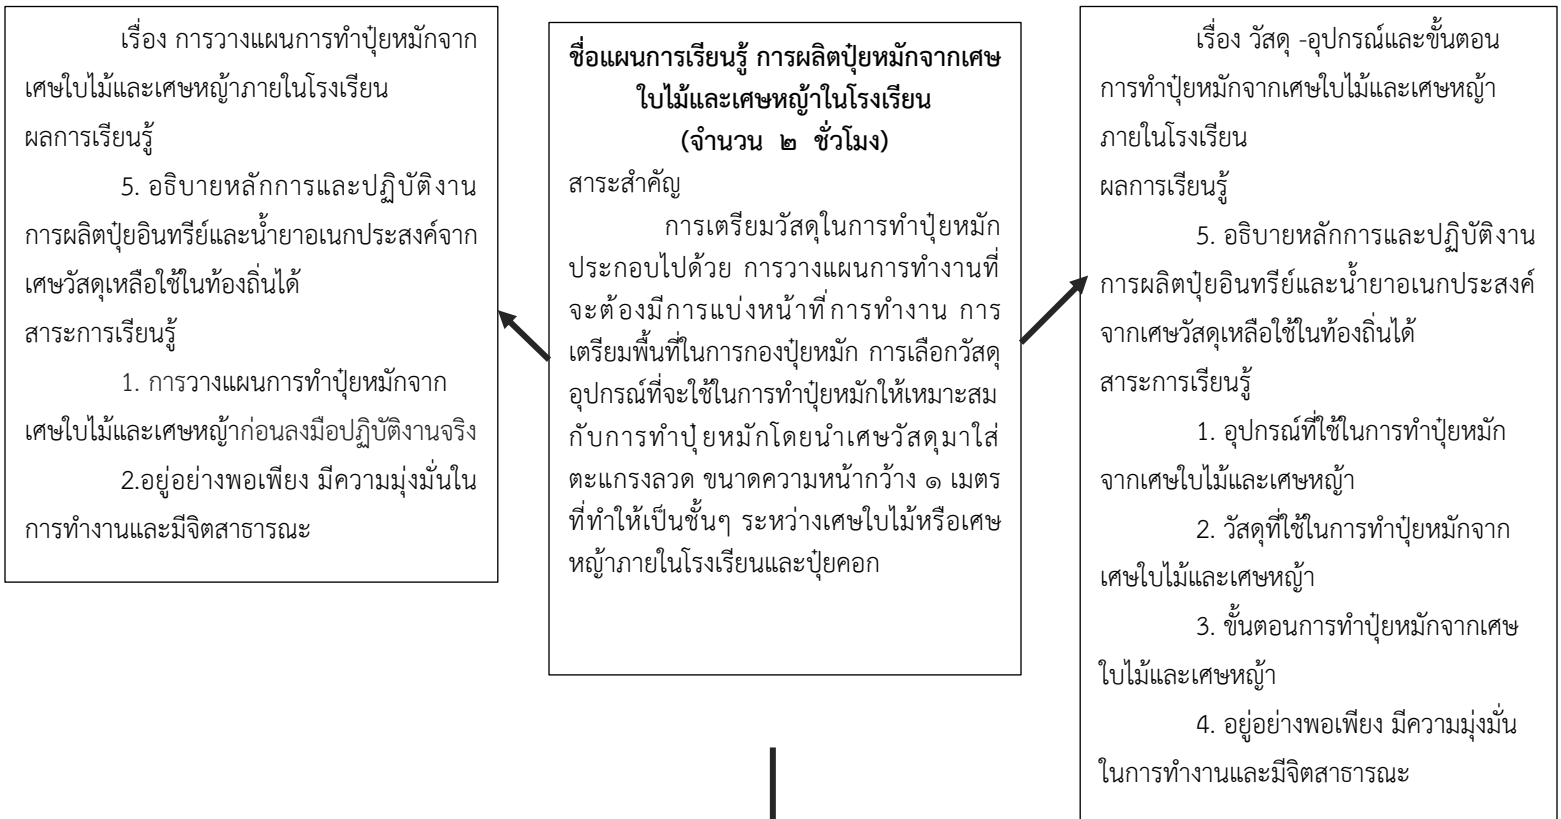 เรื่อง การวางแผนการทำปุ๋ยหมักจาก
เศษใบไม้และเศษหญ้าภายในโรงเรียน
ผลการเรียนรู้
5. อธิบายหลักการและปฏิบัติงาน
การผลิตปุ๋ยอินทรีย์และน้ำยาอเนกประสงค์จาก
เศษวัสดุเหลือใช้ในท้องถิ่นได้
สาระการเรียนรู้
1. การวางแผนการทำปุ๋ยหมักจาก
เศษใบไม้และเศษหญ้าก่อนลงมือปฏิบัติงานจริง
2.อยู่อย่างพอเพียง มีความมุ่งมั่นใน
การทำงานและมีจิตสาธารณะ
ชื่อแผนการเรียนรู้ การผลิตปุ๋ยหมักจากเศษ
ใบไม้และเศษหญ้าในโรงเรียน
(จำนวน ๒ ชั่วโมง)
สาระสำคัญ
การเตรียมวัสดุในการทำปุ๋ยหมัก
ประกอบไปด้วย การวางแผนการทำงานที่
จะต้องมีการแบ่งหน้าที่การทำงาน การ
เตรียมพื้นที่ในการกองปุ๋ยหมัก การเลือกวัสดุ
อุปกรณ์ที่จะใช้ในการทำปุ๋ยหมักให้เหมาะสม
กับการทำปุ๋ยหมักโดยนำเศษวัสดุมาใส่
ตะแกรงลวด ขนาดความหน้ากว้าง ๑ เมตร
ที่ทำให้เป็นชั้นๆ ระหว่างเศษใบไม้หรือเศษ
หญ้าภายในโรงเรียนและปุ๋ยคอก
เรื่อง วัสดุ -อุปกรณ์และขั้นตอน
การทำปุ๋ยหมักจากเศษใบไม้และเศษหญ้า
ภายในโรงเรียน
ผลการเรียนรู้
5. อธิบายหลักการและปฏิบัติงาน
การผลิตปุ๋ยอินทรีย์และน้ำยาอเนกประสงค์
จากเศษวัสดุเหลือใช้ในท้องถิ่นได้
สาระการเรียนรู้
1. อุปกรณ์ที่ใช้ในการทำปุ๋ยหมัก
จากเศษใบไม้และเศษหญ้า
2. วัสดุที่ใช้ในการทำปุ๋ยหมักจาก
เศษใบไม้และเศษหญ้า
3. ขั้นตอนการทำปุ๋ยหมักจากเศษ
ใบไม้และเศษหญ้า
4. อยู่อย่างพอเพียง มีความมุ่งมั่น
ในการทำงานและมีจิตสาธารณะ